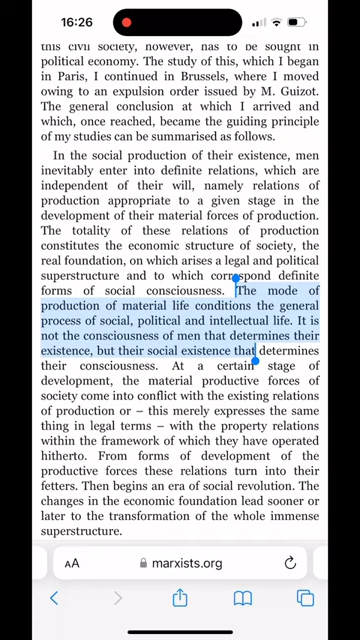 16:26
this civil society, however, has to be sought in
political economy. The study of this, which I began
in Paris, I continued in Brussels, where I moved
owing to an expulsion order issued by M. Guizot.
The general conclusion at which I arrived and
which, once reached, became the guiding principle
of my studies can be summarised as follows.
In the social production of their existence, men
inevitably enter into definite relations, which are
independent of their will, namely relations of
production appropriate to a given stage in the
development of their material forces of production.
The totality of these relations of production
constitutes the economic structure of society, the
real foundation, on which arises a legal and political
superstructure and to which correspond definite
forms of social consciousness. The mode of
production of material life conditions the general
process of social, political and intellectual life. It is
not the consciousness of men that determines their
existence, but their social existence that determines
their consciousness. At a certain stage of
development, the material productive forces of
society come into conflict with the existing relations
of production or – this merely expresses the same
thing in legal terms – with the property relations
within the framework of which they have operated
hitherto. From forms of development of the
productive forces these relations turn into their
fetters. Then begins an era of social revolution. The
changes in the economic foundation lead sooner or
later to the transformation of the whole immense
superstructure.
AA marxists.org